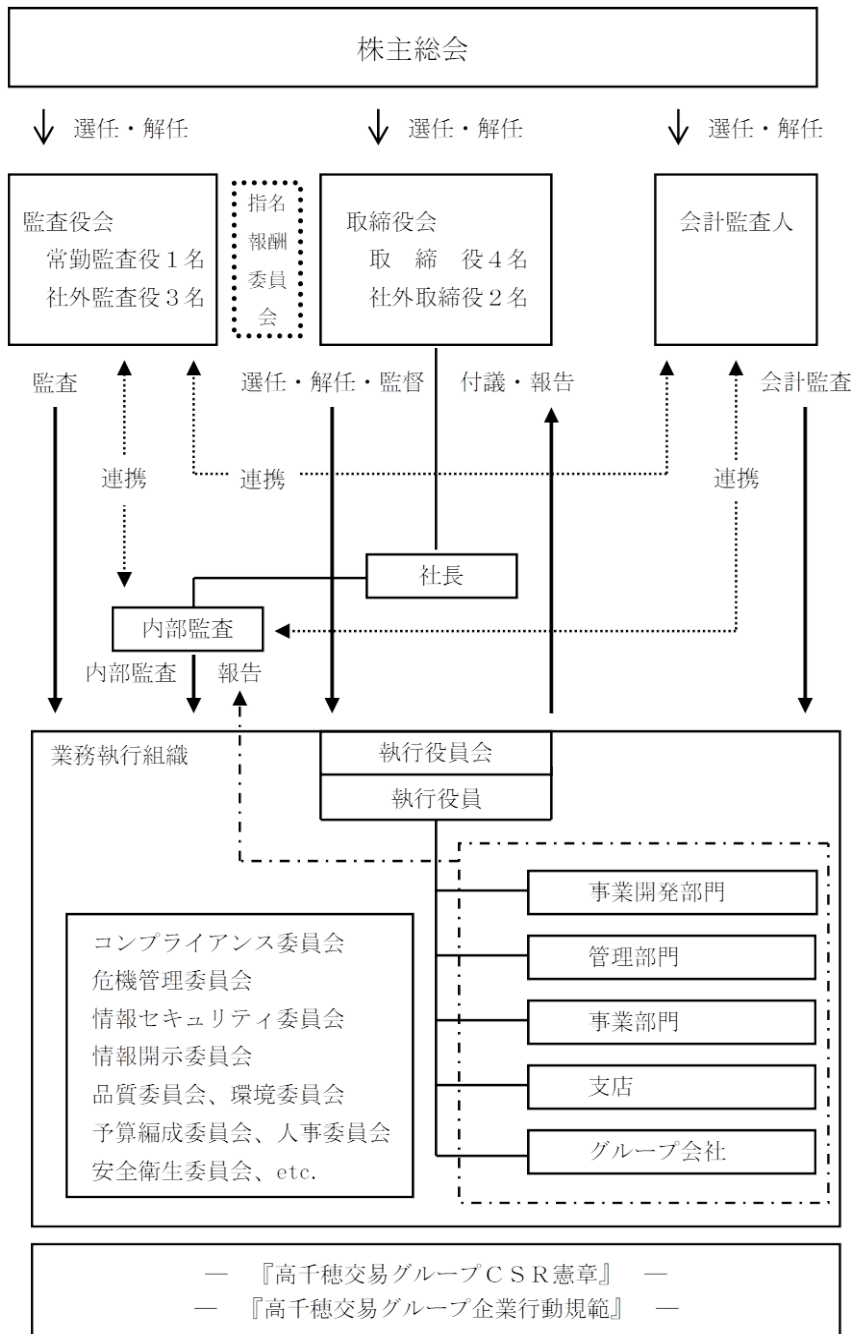 株主総会
選任・解任
選任・解任
選任・解任
監査役会
常勤監査役１名
社外監査役３名
指名
報酬
委員
会
取締役会
取　締　役４名
社外取締役２名
会計監査人
監査
選任・解任・監督
付議・報告
会計監査
連携
連携
連携
社長
内部監査
内部監査
報告
業務執行組織
執行役員会
執行役員
事業開発部門
管理部門
事業部門
支店
グループ会社
コンプライアンス委員会
危機管理委員会
情報セキュリティ委員会
情報開示委員会
品質委員会、環境委員会
予算編成委員会、人事委員会
安全衛生委員会、etc.
―　『高千穂交易グループＣＳＲ憲章』　―
―　『高千穂交易グループ企業行動規範』　―